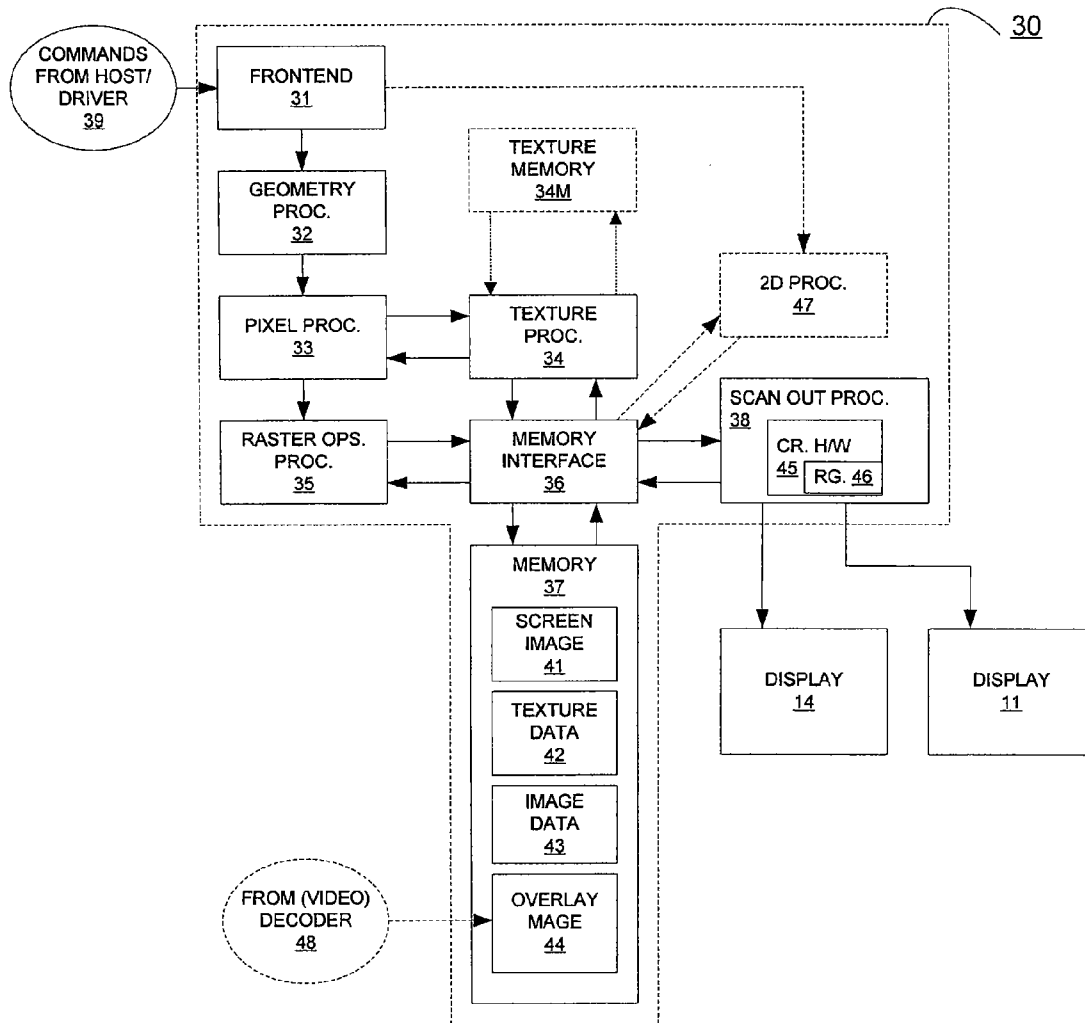 30
COMMANDS
FROM HOST/
DRIVER
39
FRONTEND
31
TEXTURE
MEMORY
34M
GEOMETRY
PROC.
32
2D PROC.
47
PIXEL PROC.
33
TEXTURE
PROC.
34
SCAN OUT PROC.
38
CR. H/W
45
RG. 46
RASTER OPS.
PROC.
35
MEMORY
INTERFACE
36
MEMORY
37
SCREEN
IMAGE
41
DISPLAY
14
DISPLAY
11
TEXTURE
DATA
42
IMAGE
DATA
43
FROM (VIDEO)
DECODER
48
OVERLAY
MAGE
44